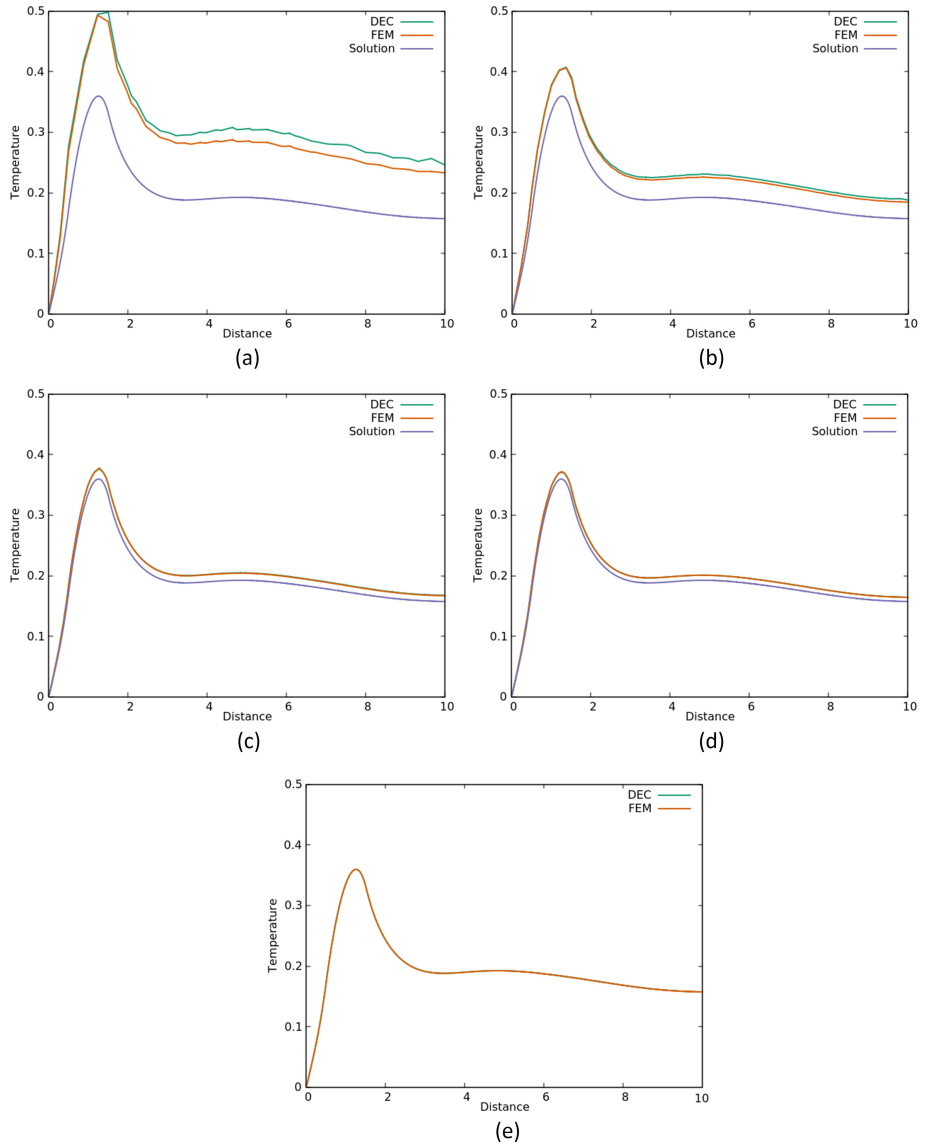 0.5
0.4
0.3
0.2
0.1
0
Temperature
DEC
FEM
Solution
0 2 4 6 8 10
Distance
(a)
0.5
0.4
0.3
0.2
0.1
0
Temperature
DEC
FEM
Solution
0 2 4 6 8 10
Distance
(b)
0.5
0.4
0.3
0.2
0.1
0
Temperature
DEC
FEM
Solution
0 2 4 6 8 10
Distance
(c)
0.5
0.4
0.3
0.2
0.1
0
Temperature
DEC
FEM
Solution
0 2 4 6 8 10
Distance
(d)
0.5
0.4
0.3
0.2
0.1
0
Temperature
DEC
FEM
0 2 4 6 8 10
Distance
(e)